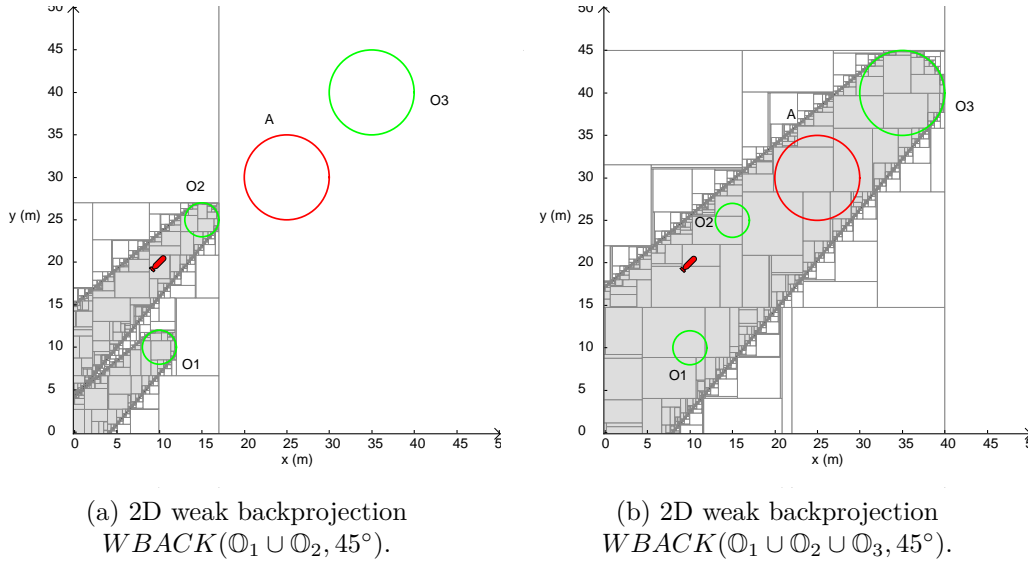 50
45
40
35
30
25
y (m)
20
15
10
5
0
0 5 10 15 20 25 30 35 40 45 5
x (m)
A
O3
O2
O1
50
45
40
35
30
25
y (m)
20
15
10
5
0
0 5 10 15 20 25 30 35 40 45 5
x (m)
A
O3
O2
O1
(a) 2D weak backprojection
WBACK(𝕆₁ ∪ 𝕆₂, 45°).
(b) 2D weak backprojection
WBACK(𝕆₁ ∪ 𝕆₂ ∪ 𝕆₃, 45°).